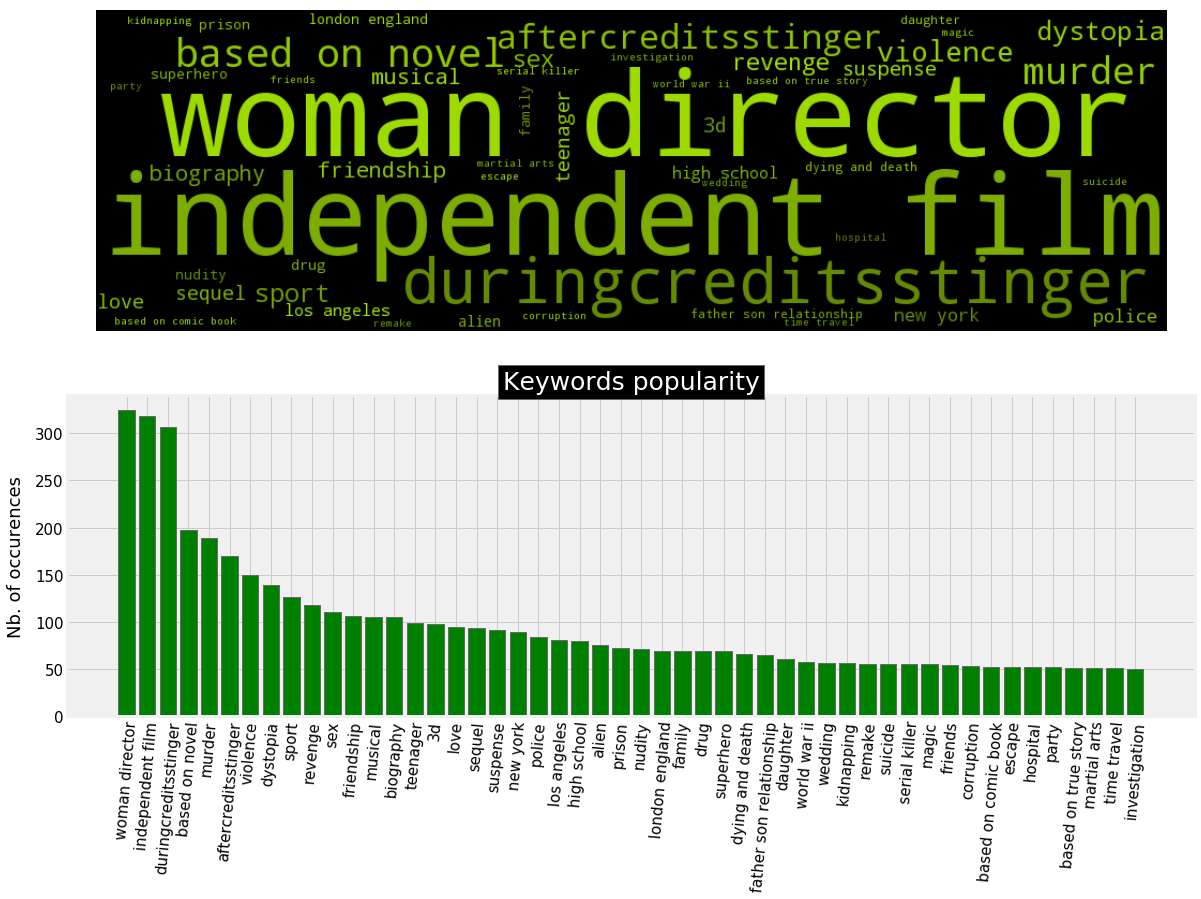 kidnapping
prison
london england
daughter
magic
dystopia
based on novel
aftercreditsstinger
sex
investigation
revenge
violence
superhero
friends
musical
serial killer
world war ii
based on true story
suspense
murder
party
woman director
family
teenager
3d
biography
friendship
martial arts
escape
high school
wedding
dying and death
suicide
independent film
hospital
nudity
drug
duringcreditsstinger
love
sequel
sport
los angeles
based on comic book
remake
alien
corruption
father son relationship
time travel
new york
police
Keywords popularity
Nb. of occurences
300
250
200
150
100
50
0
woman director
independent film
duringcreditsstinger
based on novel
murder
aftercreditsstinger
violence
dystopia
sport
revenge
sex
friendship
musical
biography
teenager
3d
love
sequel
suspense
new york
police
los angeles
high school
alien
prison
nudity
london england
family
drug
superhero
dying and death
father son relationship
daughter
world war ii
wedding
kidnapping
remake
suicide
serial killer
magic
friends
corruption
based on comic book
escape
hospital
party
based on true story
martial arts
time travel
investigation